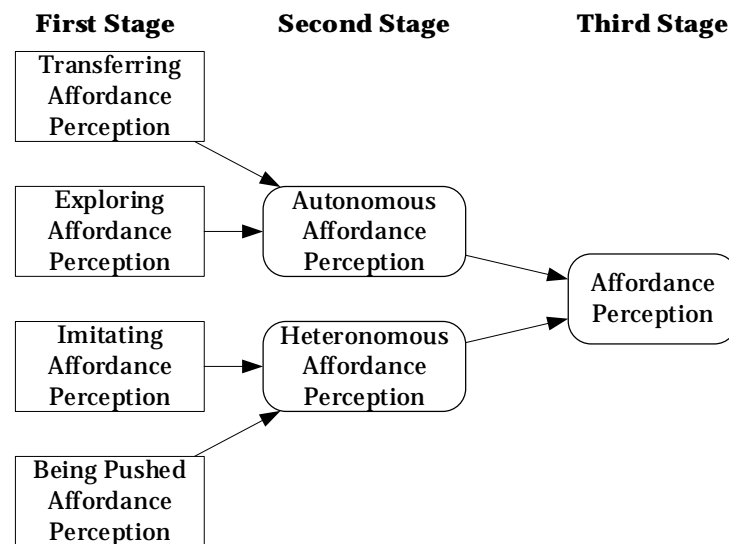 First Stage
Second Stage
Third Stage
Transferring
Affordance
Perception
Exploring
Affordance
Perception
Autonomous
Affordance
Perception
Affordance
Perception
Imitating
Affordance
Perception
Heteronomous
Affordance
Perception
Being Pushed
Affordance
Perception